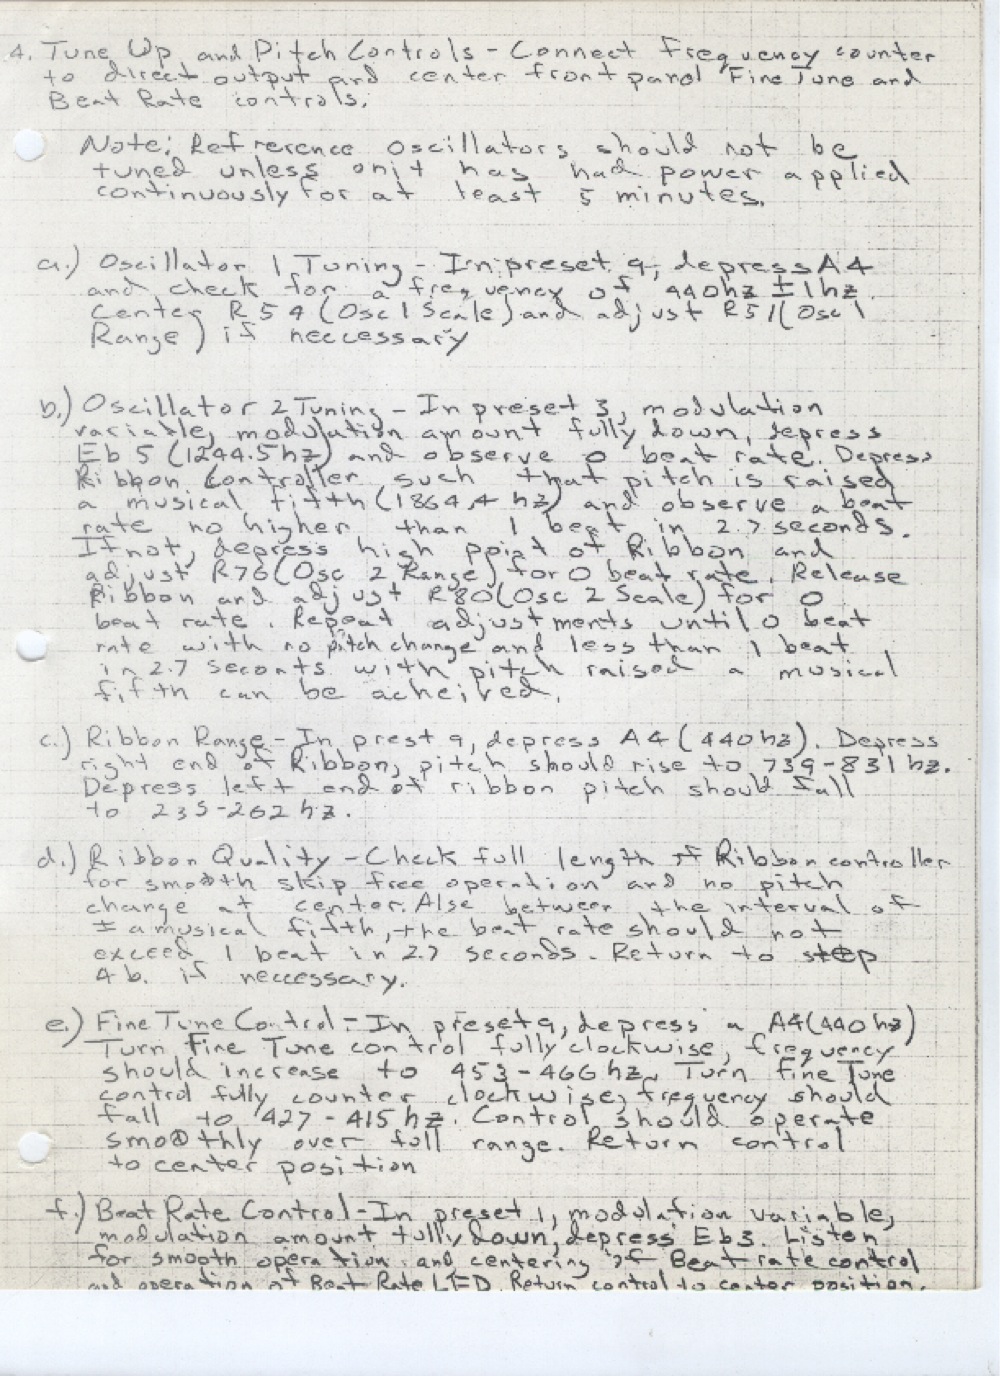 4. Tune Up and Pitch Controls - Connect Frequency counter
to direct output and center front panel Fine Tune and
Beat Rate controls.
Note: Refrerence oscillators should not be
tuned unless unit has had power applied
continuously for at least 5 minutes.
a.) Oscillator 1 Tuning - In preset 9, depress A4
and check for a frequency of 440hz ±1hz.
Center R54 (Osc 1 Scale) and adjust R51 (Osc 1
Range) if neccessary
b.) Oscillator 2 Tuning - In preset 3, modulation
variable, modulation amount fully down, depress
Eb 5 (1244.5hz) and observe 0 beat rate. Depress
Ribbon Controller such that pitch is raised
a musical fifth (1864.4 hz) and observe a beat
rate no higher than 1 beat in 2.7 seconds.
If not, depress high point of Ribbon and
adjust R76 (Osc 2 Range) for 0 beat rate. Release
Ribbon and adjust R80 (Osc 2 Scale) for 0
beat rate. Repeat adjustments until 0 beat
rate with no pitch change and less than 1 beat
in 2.7 seconts with pitch raised a musical
fifth can be acheived.
c.) Ribbon Range - In prest 9, depress A4 (440hz). Depress
right end of Ribbon, pitch should rise to 739-831hz.
Depress left end of ribbon pitch should fall
to 235-262hz.
d.) Ribbon Quality - Check full length of Ribbon controller
for smooth skip free operation and no pitch
change at center. Also between the interval of
± a musical fifth, the beat rate should not
exceed 1 beat in 2.7 seconds. Return to step
4b. if neccessary.
e.) Fine Tune Control - In preset 9, depress a A4 (440hz)
Turn Fine Tune control fully clockwise, frequency
should increase to 453-466hz. Turn Fine Tune
control fully counter clockwise, frequency should
fall to 427-415hz. Control should operate
smoothly over full range. Return control
to center position
f.) Beat Rate Control - In preset 1, modulation variable,
modulation amount fully down, depress Eb3. Listen
for smooth operation and centering of Beat rate control
and operation of Beat Rate LED. Return control to center position.